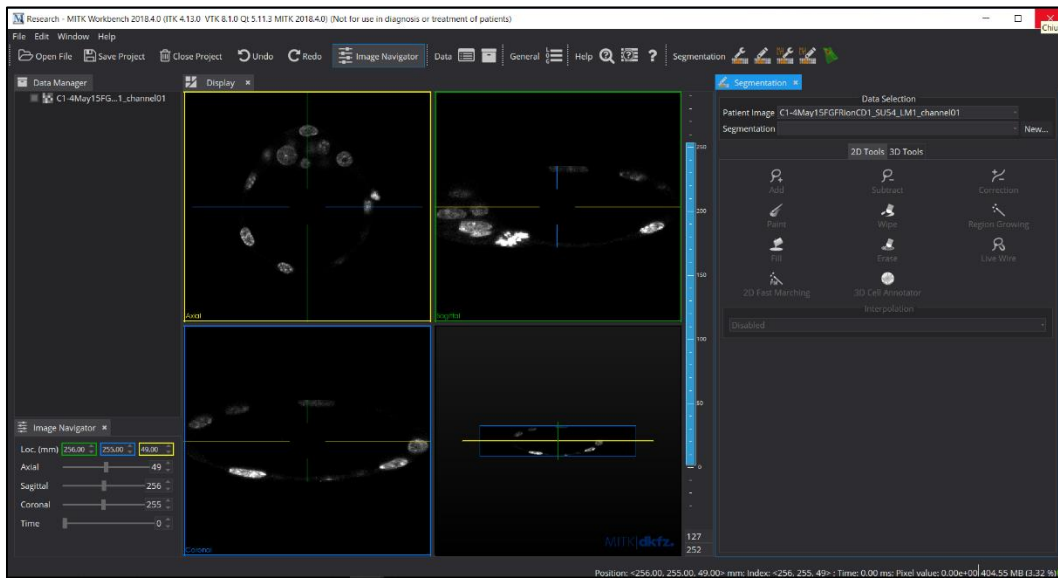 Research - MITK Workbench 2018.4.0 (ITK 4.13.0 VTK 8.1.0 Qt 5.11.3 MITK 2018.4.0) (Not for use in diagnosis or treatment of patients)
Chiu
File Edit Window Help
Open File Save Project Close Project Undo Redo Image Navigator Data General Help ? Segmentation
Data Manager
C1-4May15FG...1_channel01
Display
Axial
Sagittal
Coronal
MITK dkfz.
250
200
150
100
50
0
127
252
Segmentation
Data Selection
Patient Image C1-4May15FGFRionCD1_SU54_LM1_channel01
Segmentation New...
2D Tools 3D Tools
Add Subtract Correction
Paint Wipe Region Growing
Fill Erase Live Wire
2D Fast Marching 3D Cell Annotator
Interpolation
Disabled
Image Navigator
Loc. (mm) 256,00 255,00 49,00
Axial 49
Sagittal 256
Coronal 255
Time 0
Position: <256.00, 255.00, 49.00> mm; Index: <256, 255, 49> ; Time: 0.00 ms; Pixel value: 0.00e+00 404.55 MB (3.32 %)